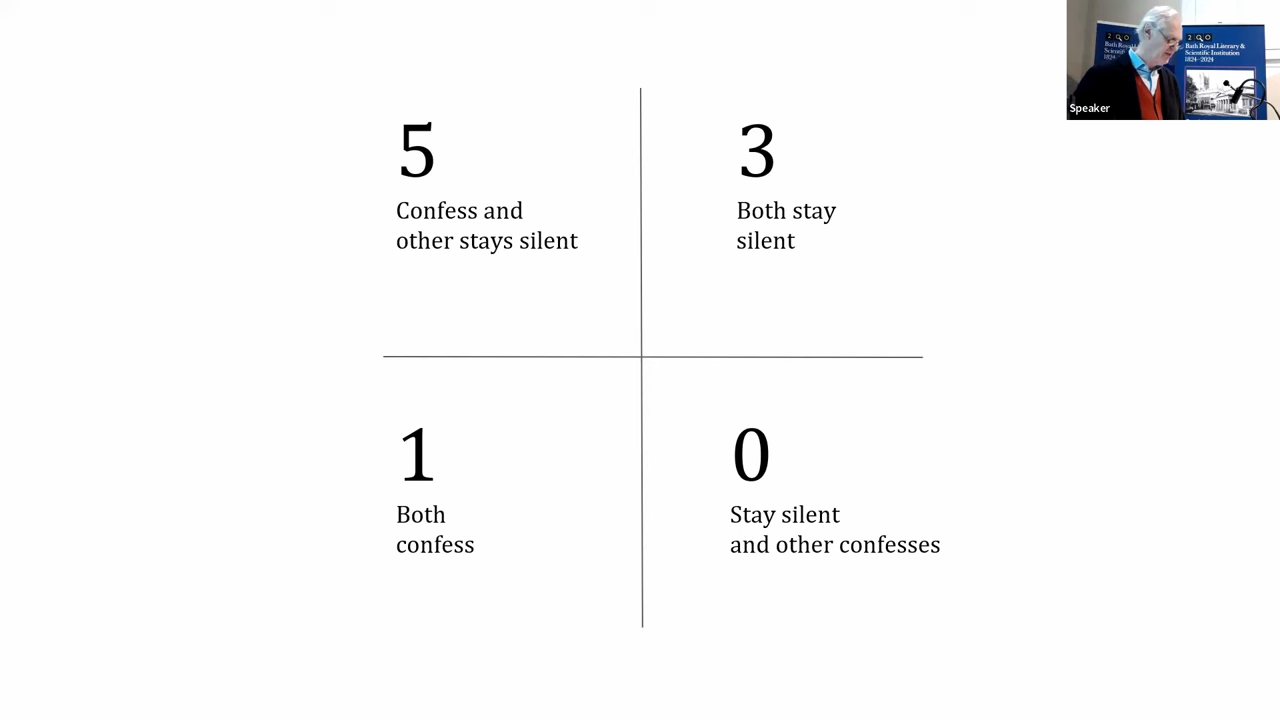 5
Confess and
other stays silent
3
Both stay
silent
1
Both
confess
0
Stay silent
and other confesses
Speaker
Bath Royal Literary &
Scientific Institution
1824-2024